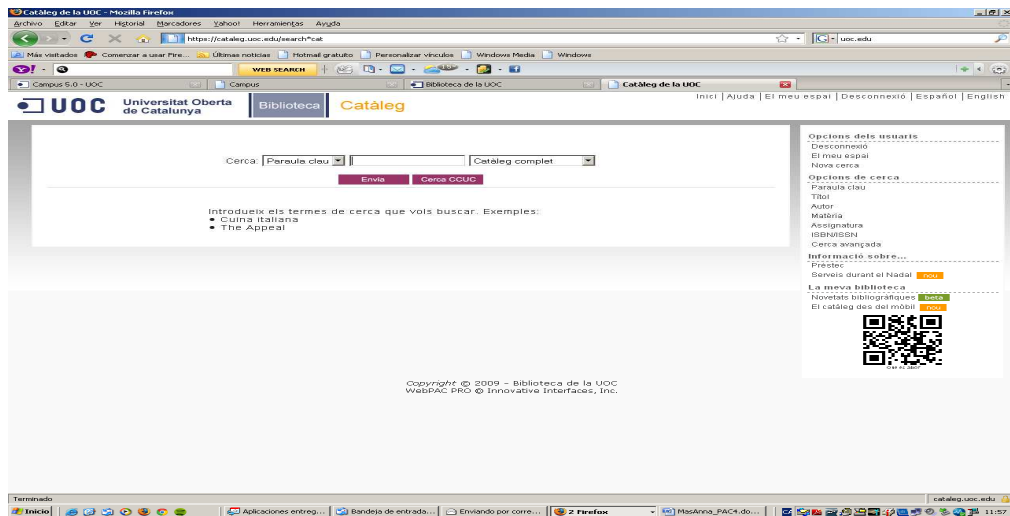 Catàleg de la UOC - Mozilla Firefox
Archivo Editar Ver Historial Marcadores Yahoo! Herramientas Ayuda
https://cataleg.uoc.edu/search*cat uoc.edu
Más visitados Comenzar a usar Fire... Últimas noticias Hotmail gratuito Personalizar vínculos Windows Media Windows
Y! WEB SEARCH
Campus 5.0 - UOC Campus Biblioteca de la UOC Catàleg de la UOC
UOC Universitat Oberta de Catalunya Biblioteca Catàleg
Inici | Ajuda | El meu espai | Desconnexió | Español | English
Cerca: Paraula clau Catàleg complet
Envia Cerca CCUC
Introdueix els termes de cerca que vols buscar. Exemples:
• Cuina italiana
• The Appeal
Opcions dels usuaris
Desconnexió
El meu espai
Nova cerca
Opcions de cerca
Paraula clau
Títol
Autor
Matèria
Assignatura
ISBN/ISSN
Cerca avançada
Informació sobre...
Préstec
Serveis durant el Nadal nou
La meva biblioteca
Novetats bibliogràfiques beta
El catàleg des del mòbil nou
Copyright © 2009 - Biblioteca de la UOC
WebPAC PRO © Innovative Interfaces, Inc.
Terminado cataleg.uoc.edu
Inicio Aplicaciones entreg... Bandeja de entrada... Enviando por corre... 2 Firefox MasAnna_PAC4.do... 11:57